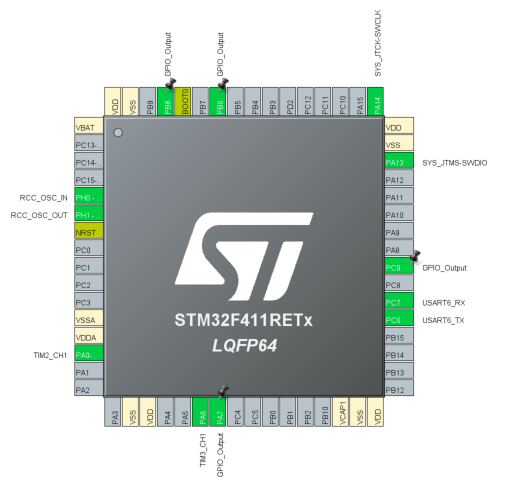 SYS_JTCK-SWCLK
GPIO_Output
GPIO_Output
VDD
VSS
PB9
PB8
BOOT0
PB7
PB6
PB5
PB4
PB3
PD2
PC12
PC11
PC10
PA15
PA14
VBAT
PC13-..
PC14-..
PC15-..
RCC_OSC_IN
PH0-..
RCC_OSC_OUT
PH1-..
NRST
PC0
PC1
PC2
PC3
VSSA
VDDA
TIM2_CH1
PA0-..
PA1
PA2
VDD
VSS
PA13
SYS_JTMS-SWDIO
PA12
PA11
PA10
PA9
PA8
PC9
GPIO_Output
PC8
PC7
USART6_RX
PC6
USART6_TX
PB15
PB14
PB13
PB12
STM32F411RETx
LQFP64
PA3
VSS
VDD
PA4
PA5
PA6
PA7
PC4
PC5
PB0
PB1
PB2
PB10
VCAP1
VSS
VDD
TIM3_CH1
GPIO_Output